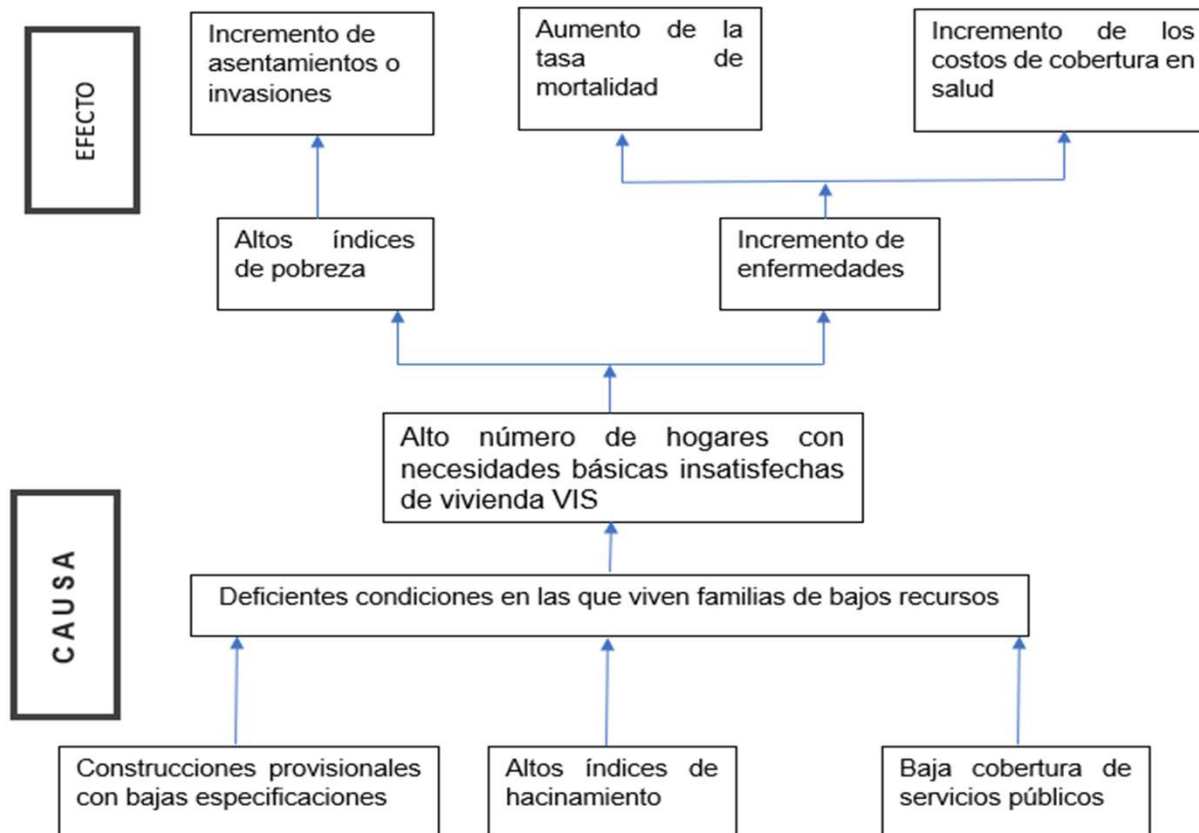 EFECTO
Incremento de
asentamientos o
invasiones
Aumento de la
tasa de
mortalidad
Incremento de los
costos de cobertura en
salud
Altos índices
de pobreza
Incremento de
enfermedades
Alto número de hogares con
necesidades básicas insatisfechas
de vivienda VIS
CAUSA
Deficientes condiciones en las que viven familias de bajos recursos
Construcciones provisionales
con bajas especificaciones
Altos índices de
hacinamiento
Baja cobertura de
servicios públicos